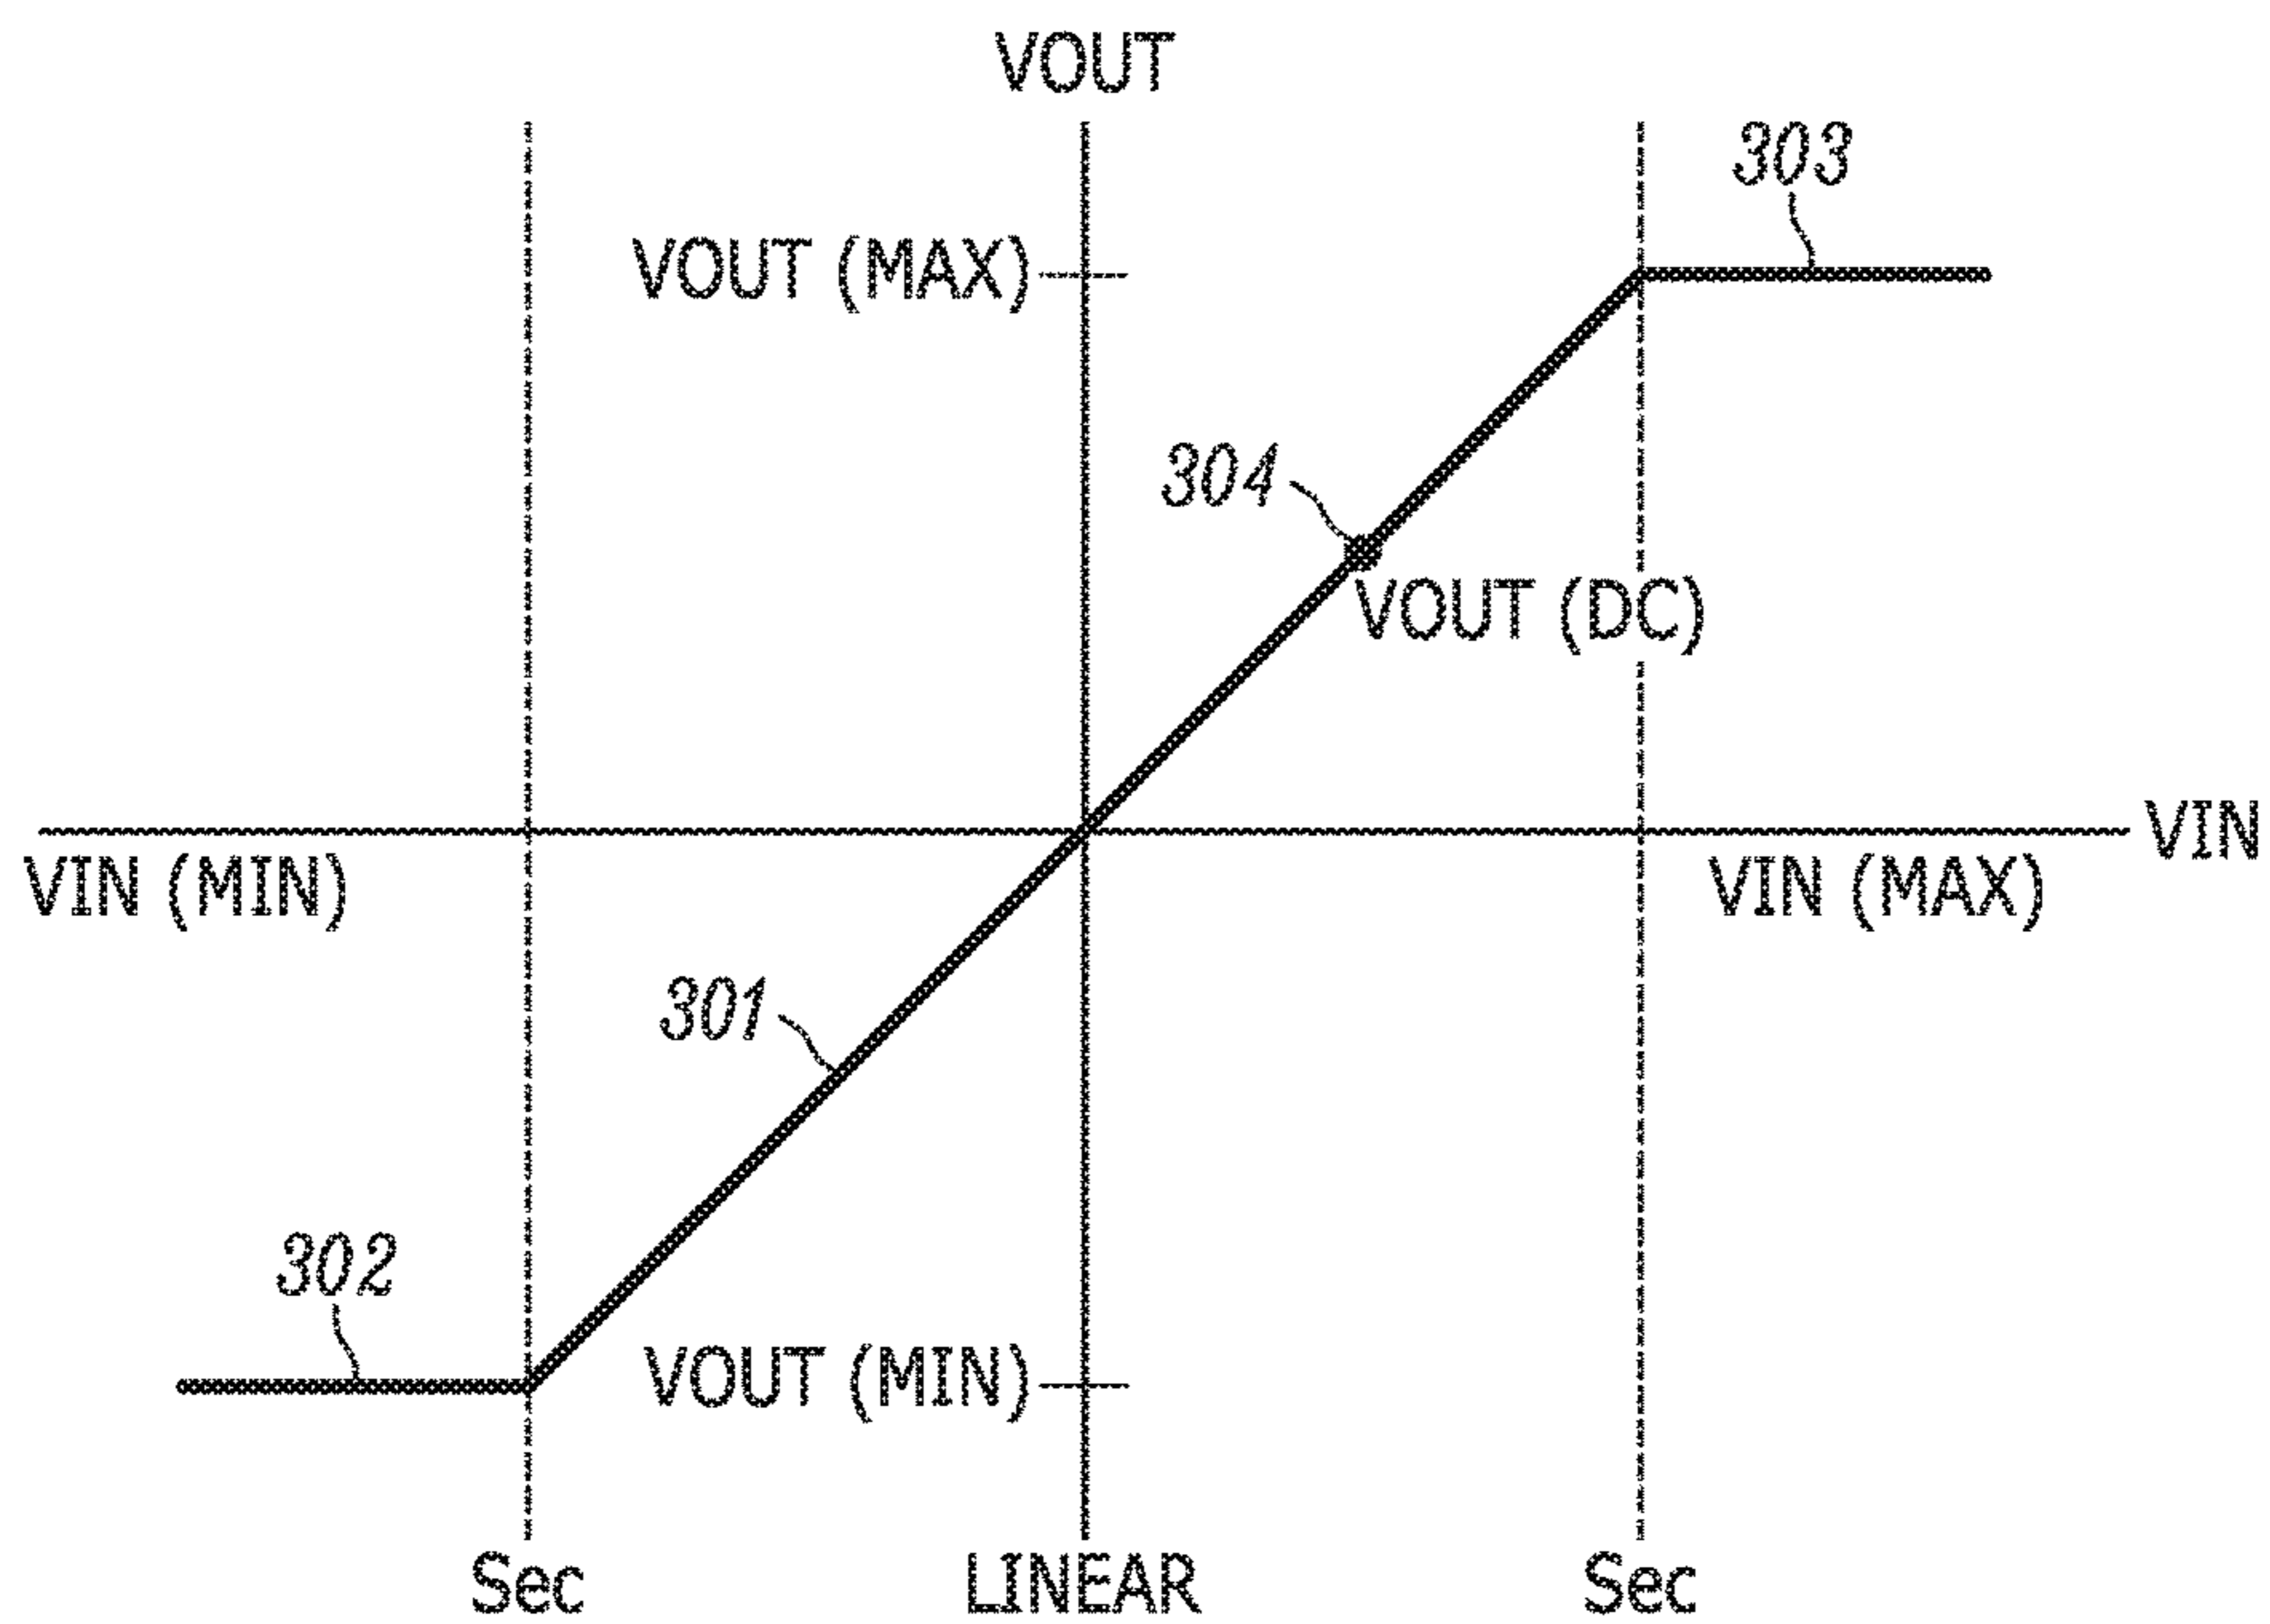 VOUT
303
VOUT (MAX)
304
VOUT (DC)
VIN
VIN (MIN)
VIN (MAX)
301
302
VOUT (MIN)
Sec
LINEAR
Sec